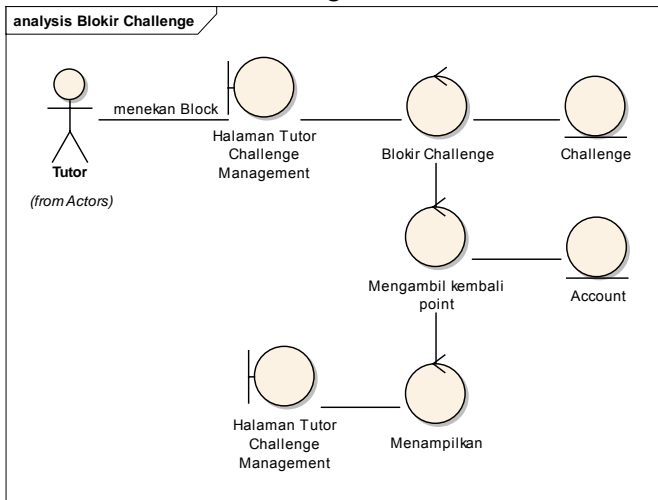 analysis Blokir Challenge
menekan Block
Tutor
(from Actors)
Halaman Tutor
Challenge
Management
Blokir Challenge
Challenge
Mengambil kembali
point
Account
Halaman Tutor
Challenge
Management
Menampilkan